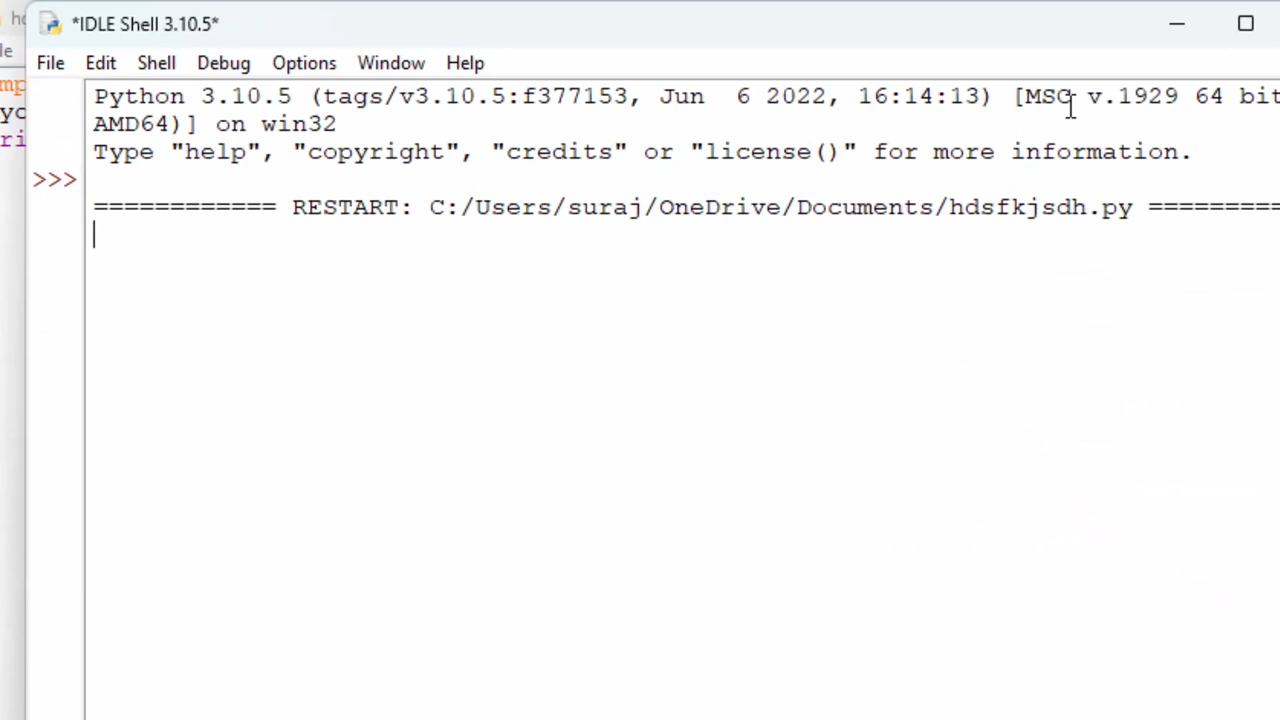 *IDLE Shell 3.10.5*
File Edit Shell Debug Options Window Help
Python 3.10.5 (tags/v3.10.5:f377153, Jun  6 2022, 16:14:13) [MSC v.1929 64 bit
AMD64)] on win32
Type "help", "copyright", "credits" or "license()" for more information.
>>>
============ RESTART: C:/Users/suraj/OneDrive/Documents/hdsfkjsdh.py =========